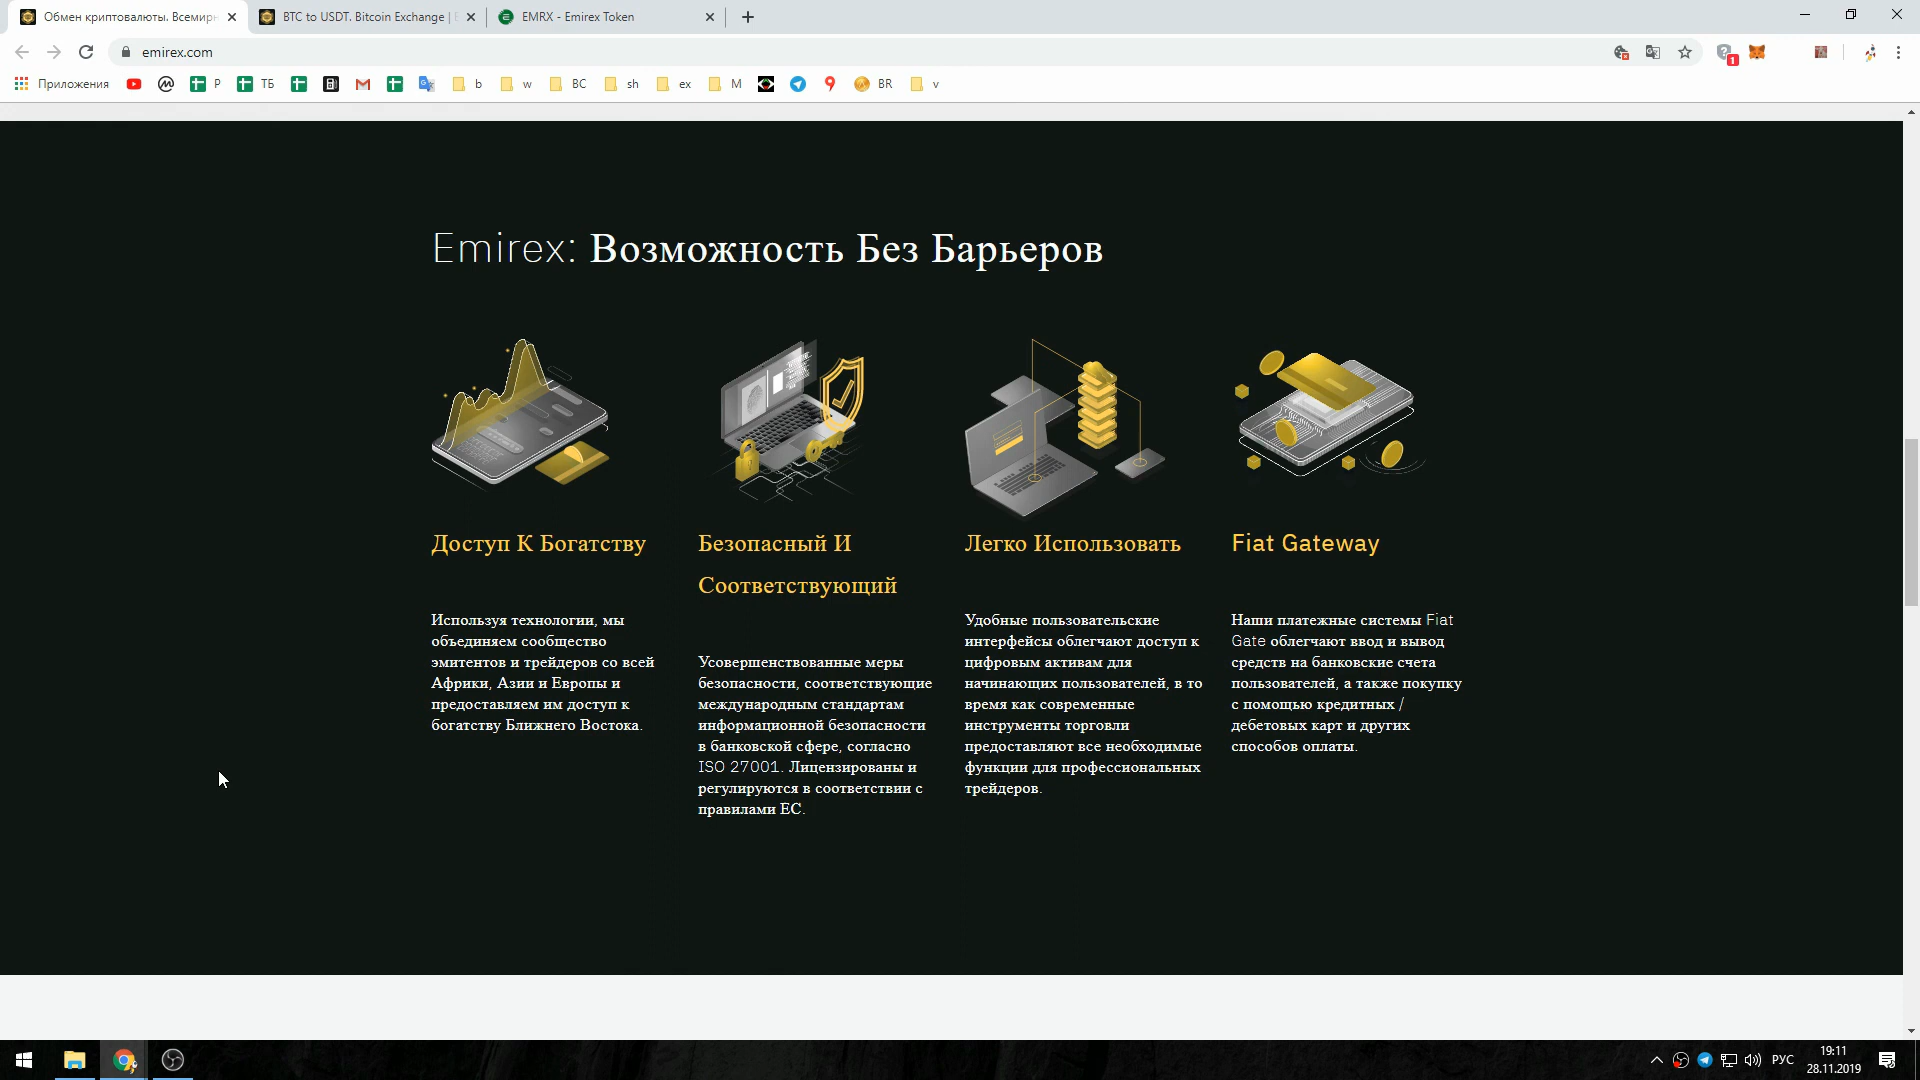 Обмен криптовалюты. Всемирн
BTC to USDT. Bitcoin Exchange | E
EMRX - Emirex Token
emirex.com
1
Приложения
P
ТБ
b
w
BC
sh
ex
M
BR
v
Emirex: Возможность Без Барьеров
Доступ К Богатству
Используя технологии, мы
объединяем сообщество
эмитентов и трейдеров со всей
Африки, Азии и Европы и
предоставляем им доступ к
богатству Ближнего Востока.
Безопасный И
Соответствующий
Усовершенствованные меры
безопасности, соответствующие
международным стандартам
информационной безопасности
в банковской сфере, согласно
ISO 27001. Лицензированы и
регулируются в соответствии с
правилами ЕС.
Легко Использовать
Удобные пользовательские
интерфейсы облегчают доступ к
цифровым активам для
начинающих пользователей, в то
время как современные
инструменты торговли
предоставляют все необходимые
функции для профессиональных
трейдеров.
Fiat Gateway
Наши платежные системы Fiat
Gate облегчают ввод и вывод
средств на банковские счета
пользователей, а также покупку
с помощью кредитных /
дебетовых карт и других
способов оплаты.
РУС
19:11
28.11.2019